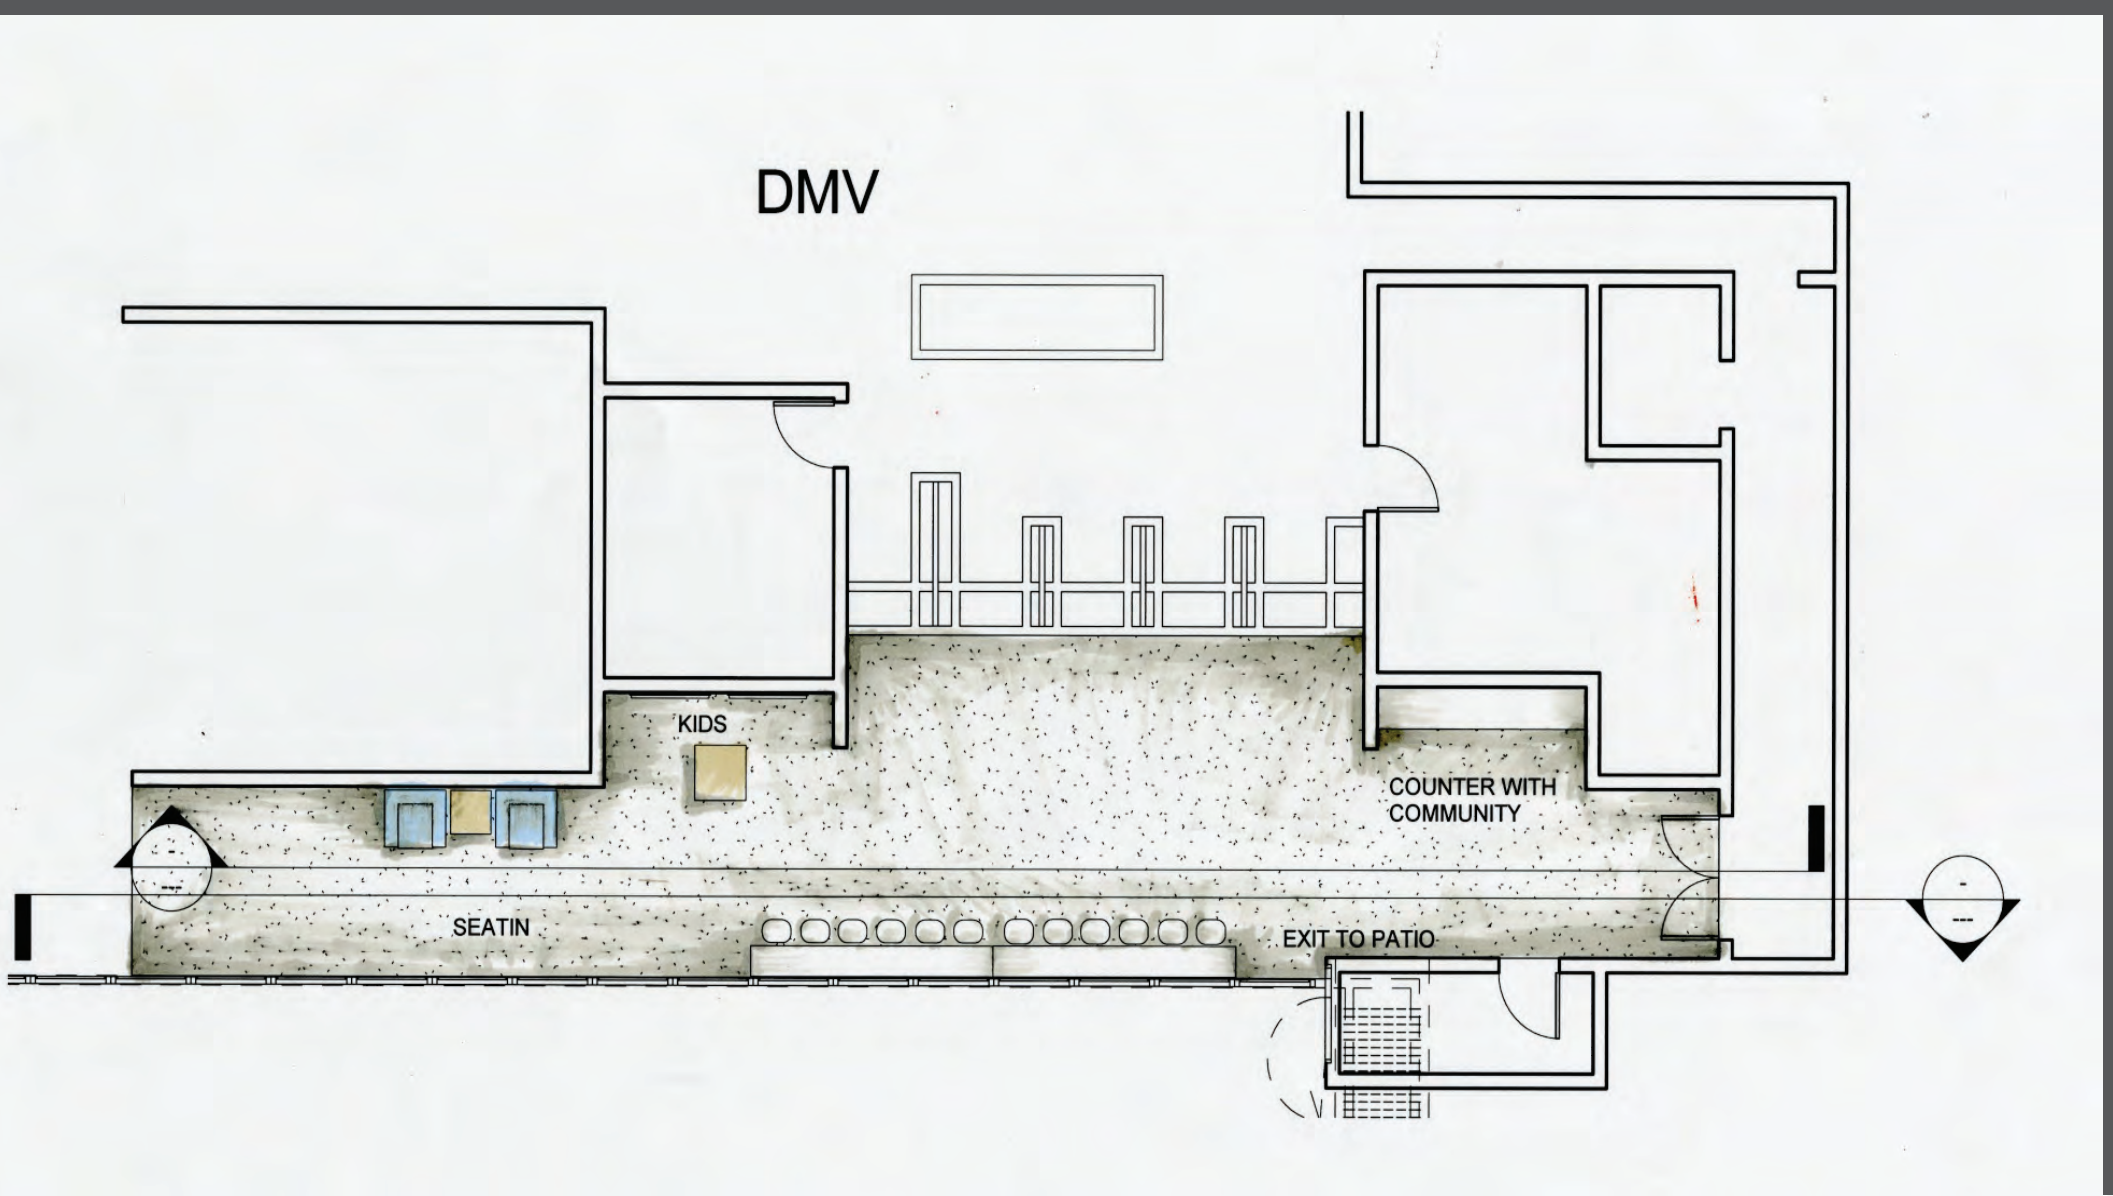 DMV
KIDS
COUNTER WITH
COMMUNITY
SEATIN
EXIT TO PATIO